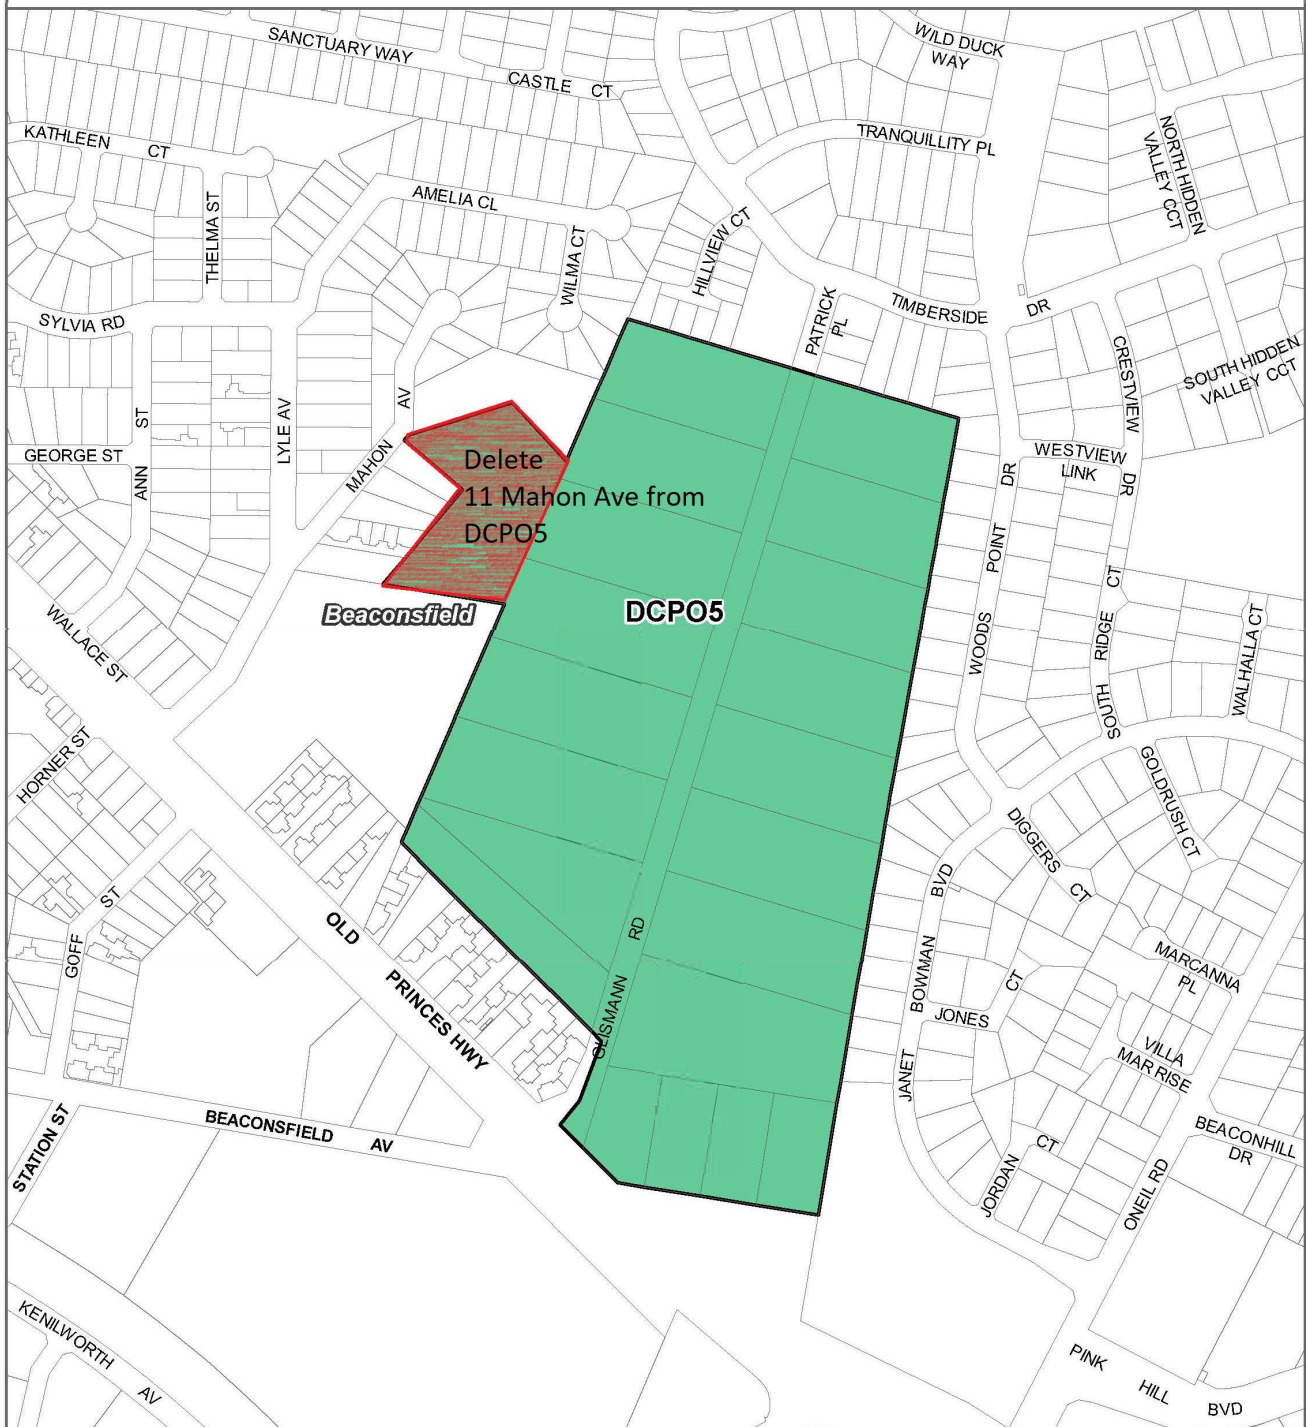 SANCTUARY WAY
CASTLE CT
WILD DUCK
WAY
KATHLEEN CT
TRANQUILLITY PL
NORTH HIDDEN
VALLEY CCT
AMELIA CL
THELMA ST
HILLVIEW CT
WILMA CT
SYLVIA RD
PATRICK
PL
TIMBERSIDE DR
CRESTVIEW DR
SOUTH HIDDEN
VALLEY CCT
GEORGE ST
ANN ST
LYLE AV
MAHON AV
WESTVIEW
LINK
Delete
11 Mahon Ave from
DCPO5
WOODS POINT DR
Beaconsfield
DCPO5
SOUTH RIDGE CT
WALHALLA CT
WALLACE ST
HORNER ST
GOLDRUSH CT
DIGGERS CT
GOFF ST
OLD PRINCES HWY
GLISMANN RD
JANET BOWMAN BVD
JONES CT
MARCANNA
PL
VILLA
MAR RISE
STATION ST
BEACONSFIELD AV
JORDAN CT
ONEIL RD
BEACONHILL
DR
KENILWORTH AV
PINK HILL BVD